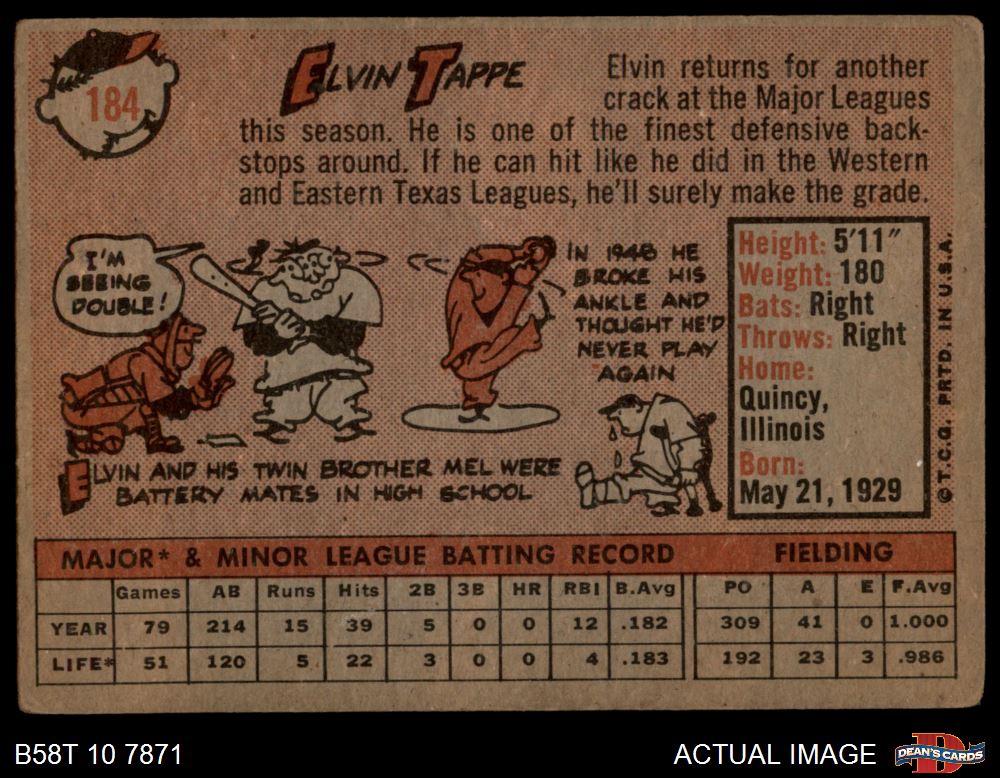 184
ELVIN TAPPE
Elvin returns for another
crack at the Major Leagues
this season. He is one of the finest defensive back-
stops around. If he can hit like he did in the Western
and Eastern Texas Leagues, he'll surely make the grade.
I'M
SEEING
DOUBLE!
ELVIN AND HIS TWIN BROTHER MEL WERE
BATTERY MATES IN HIGH SCHOOL
IN 1948 HE
BROKE HIS
ANKLE AND
THOUGHT HE'D
NEVER PLAY
AGAIN
Height: 5'11"
Weight: 180
Bats: Right
Throws: Right
Home:
Quincy,
Illinois
Born:
May 21, 1929
© T.C.G. PRTD. IN U.S.A.
MAJOR* & MINOR LEAGUE BATTING RECORD FIELDING
Games AB Runs Hits 2B 3B HR RBI B.Avg PO A E F.Avg
YEAR 79 214 15 39 5 0 0 12 .182 309 41 0 1.000
LIFE* 51 120 5 22 3 0 0 4 .183 192 23 3 .986
B58T 10 7871
ACTUAL IMAGE
DEAN'S CARDS